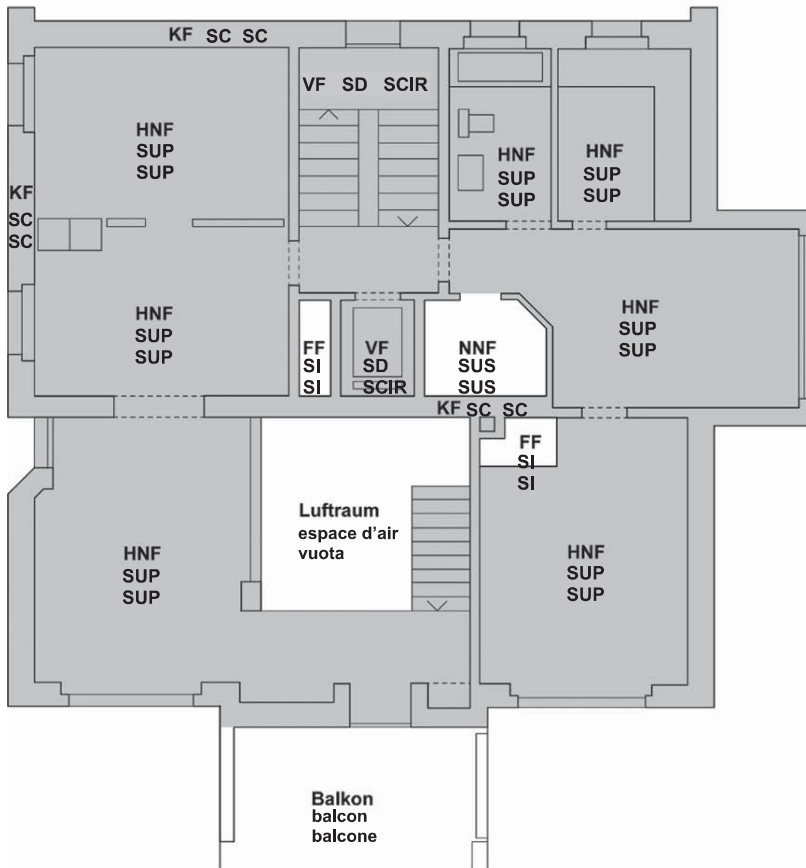 KF SC SC
VF SD SCIR
HNF
SUP
SUP
HNF
SUP
SUP
HNF
SUP
SUP
KF
SC
SC
HNF
SUP
SUP
HNF
SUP
SUP
FF
SI
SI
VF
SD
SCIR
NNF
SUS
SUS
KF SC SC
FF
SI
SI
Luftraum
espace d'air
vuota
HNF
SUP
SUP
HNF
SUP
SUP
Balkon
balcon
balcone